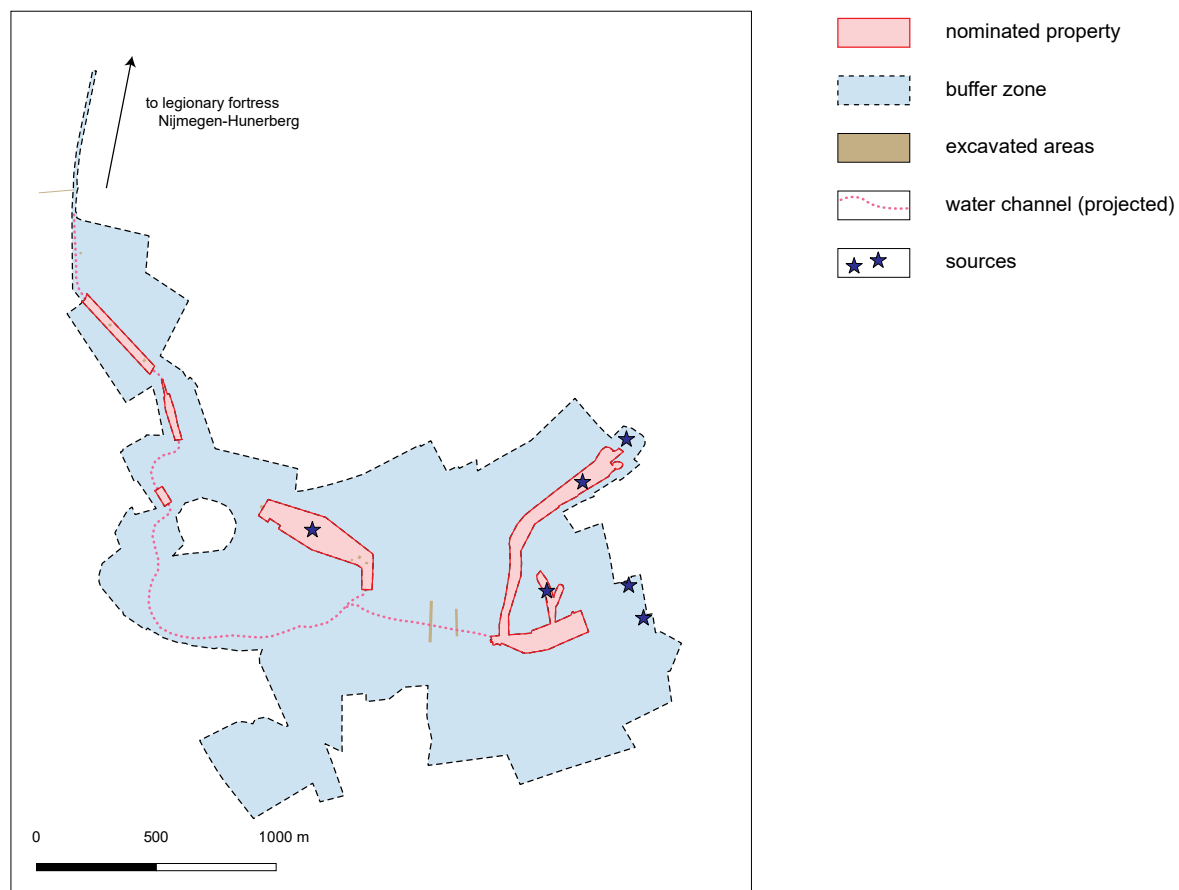 to legionary fortress
Nijmegen-Hunerberg
0 500 1000 m
nominated property
buffer zone
excavated areas
water channel (projected)
sources